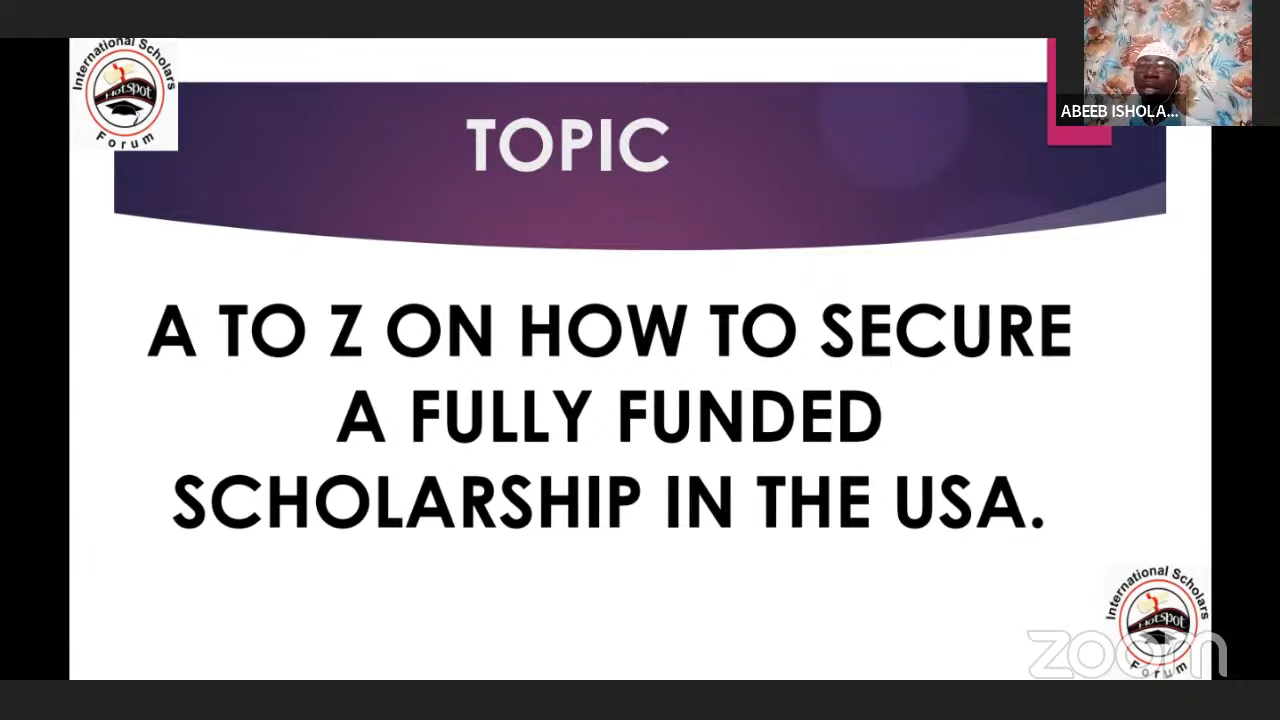 International Scholars
Hotspot
Forum
ABEEB ISHOLA...
TOPIC
A TO Z ON HOW TO SECURE
A FULLY FUNDED
SCHOLARSHIP IN THE USA.
International Scholars
Hotspot
Forum
zoom